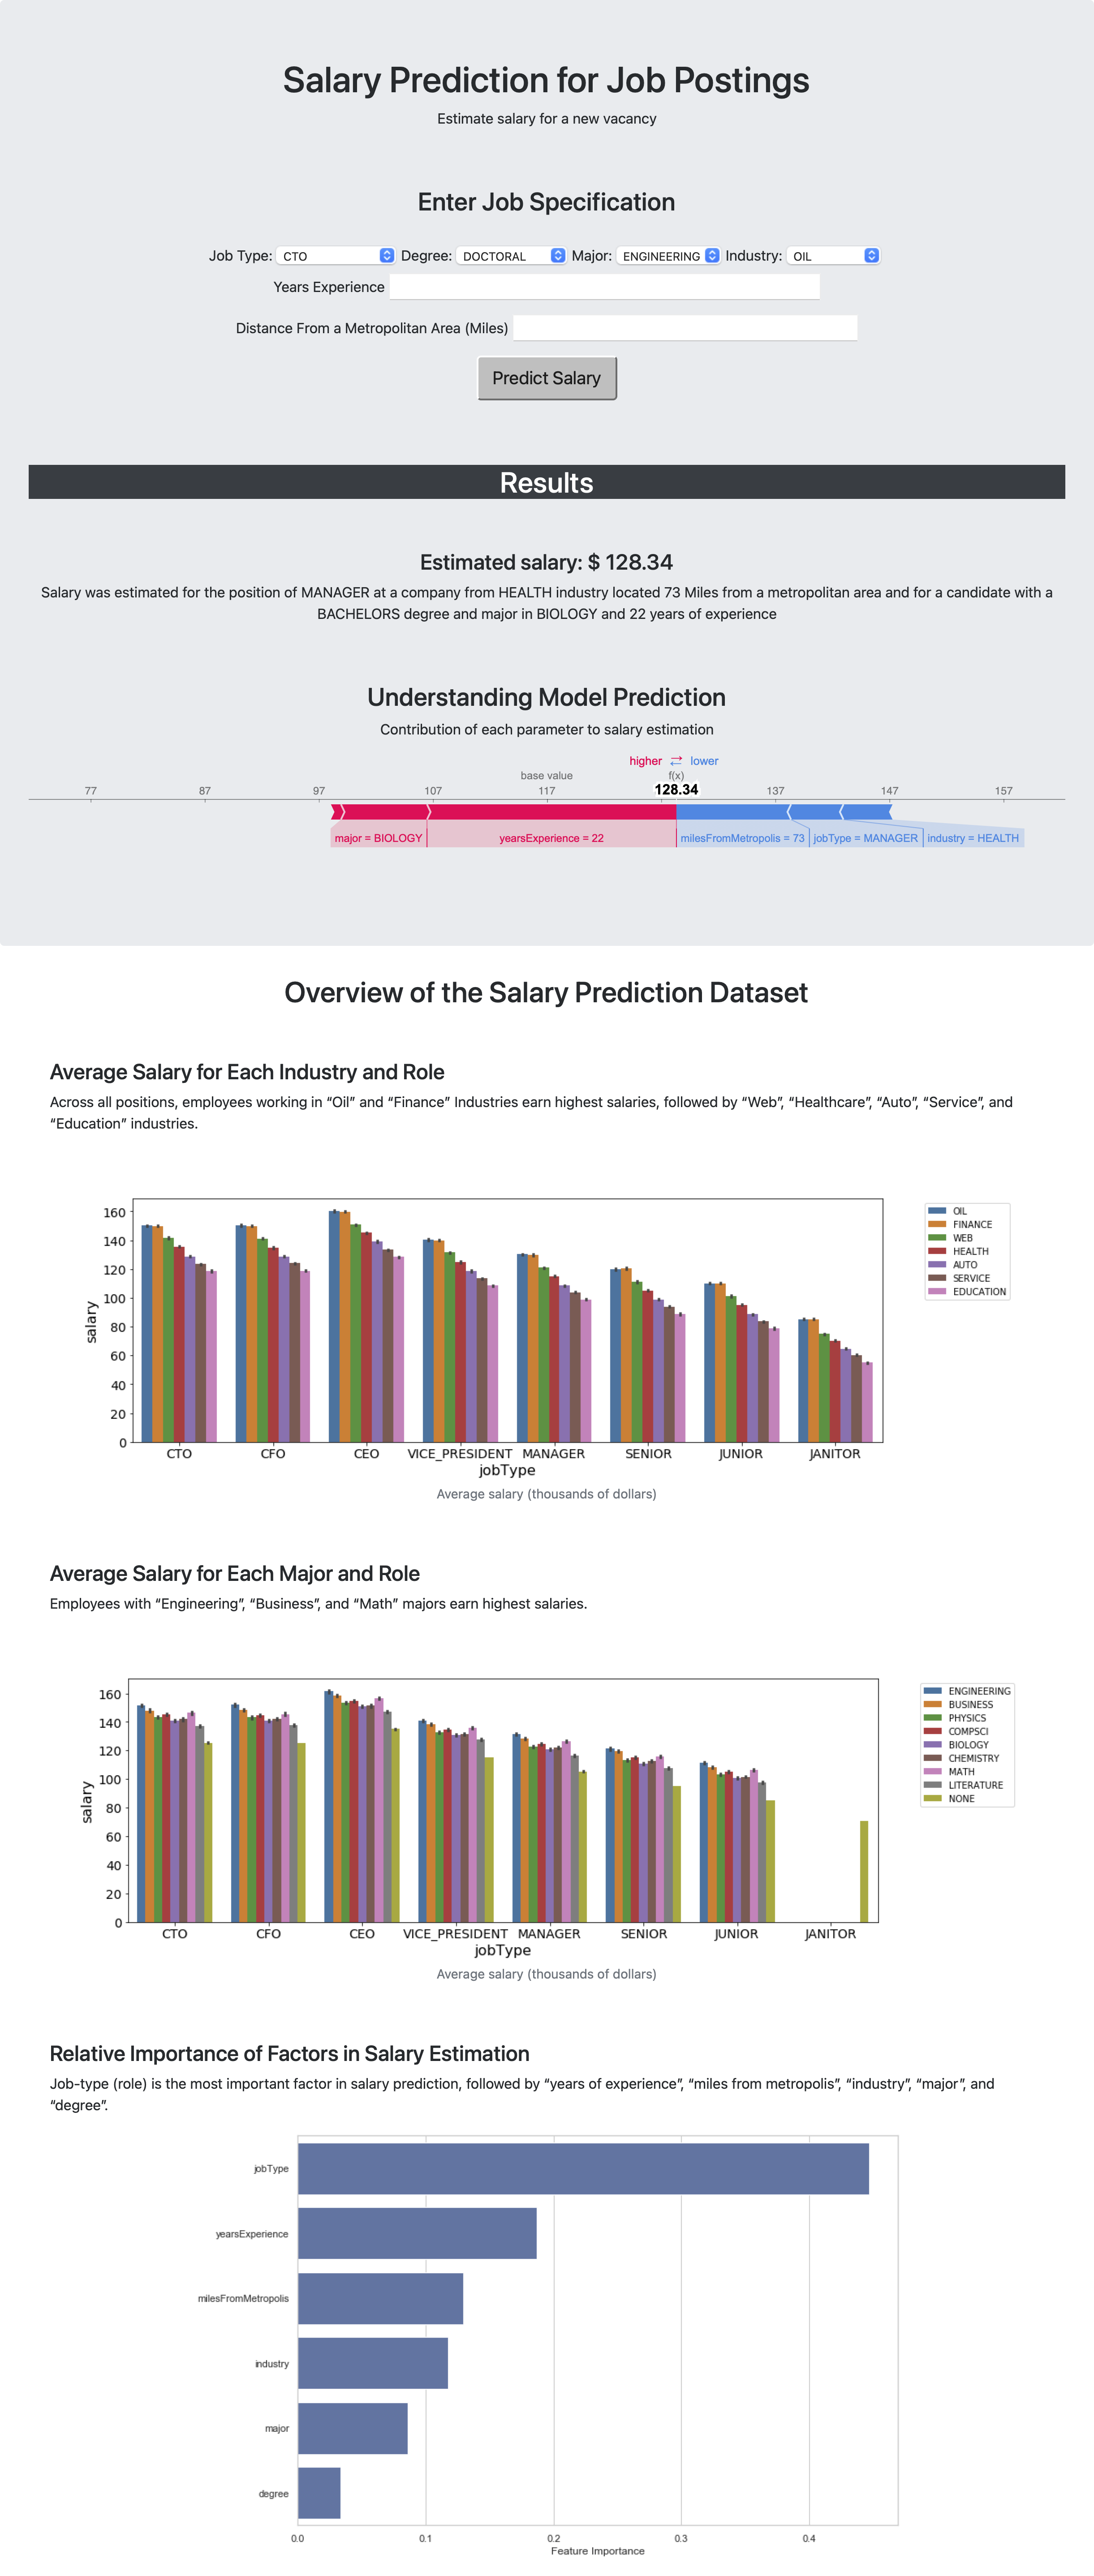 Salary Prediction for Job Postings
Estimate salary for a new vacancy
Enter Job Specification
Job Type: CTO Degree: DOCTORAL Major: ENGINEERING Industry: OIL
Years Experience
Distance From a Metropolitan Area (Miles)
Predict Salary
Results
Estimated salary: $ 128.34
Salary was estimated for the position of MANAGER at a company from HEALTH industry located 73 Miles from a metropolitan area and for a candidate with a
BACHELORS degree and major in BIOLOGY and 22 years of experience
Understanding Model Prediction
Contribution of each parameter to salary estimation
higher ⇄ lower
base value f(x)
77 87 97 107 117 128.34 137 147 157
major = BIOLOGY yearsExperience = 22 milesFromMetropolis = 73 jobType = MANAGER industry = HEALTH
Overview of the Salary Prediction Dataset
Average Salary for Each Industry and Role
Across all positions, employees working in “Oil” and “Finance” Industries earn highest salaries, followed by “Web”, “Healthcare”, “Auto”, “Service”, and
“Education” industries.
160
140
120
100
80
60
40
20
0
salary
CTO CFO CEO VICE_PRESIDENT MANAGER SENIOR JUNIOR JANITOR
jobType
OIL
FINANCE
WEB
HEALTH
AUTO
SERVICE
EDUCATION
Average salary (thousands of dollars)
Average Salary for Each Major and Role
Employees with “Engineering”, “Business”, and “Math” majors earn highest salaries.
160
140
120
100
80
60
40
20
0
salary
CTO CFO CEO VICE_PRESIDENT MANAGER SENIOR JUNIOR JANITOR
jobType
ENGINEERING
BUSINESS
PHYSICS
COMPSCI
BIOLOGY
CHEMISTRY
MATH
LITERATURE
NONE
Average salary (thousands of dollars)
Relative Importance of Factors in Salary Estimation
Job-type (role) is the most important factor in salary prediction, followed by “years of experience”, “miles from metropolis”, “industry”, “major”, and
“degree”.
jobType
yearsExperience
milesFromMetropolis
industry
major
degree
0.0 0.1 0.2 0.3 0.4
Feature Importance